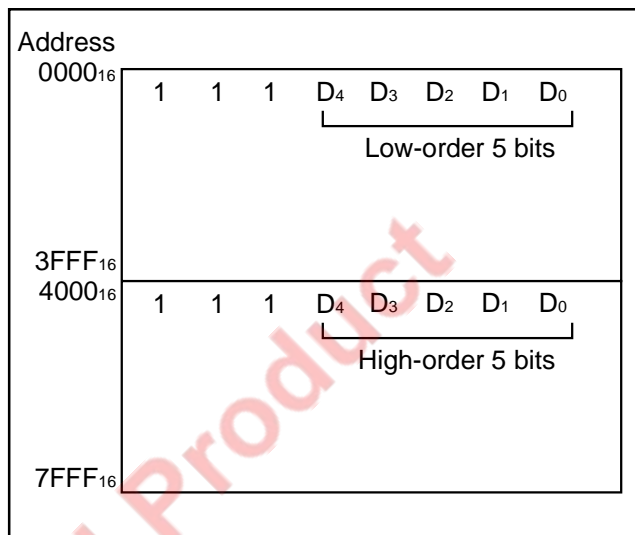 Address
0000₁₆
1 1 1 D₄ D₃ D₂ D₁ D₀
Low-order 5 bits
3FFF₁₆
4000₁₆
1 1 1 D₄ D₃ D₂ D₁ D₀
High-order 5 bits
7FFF₁₆
Product